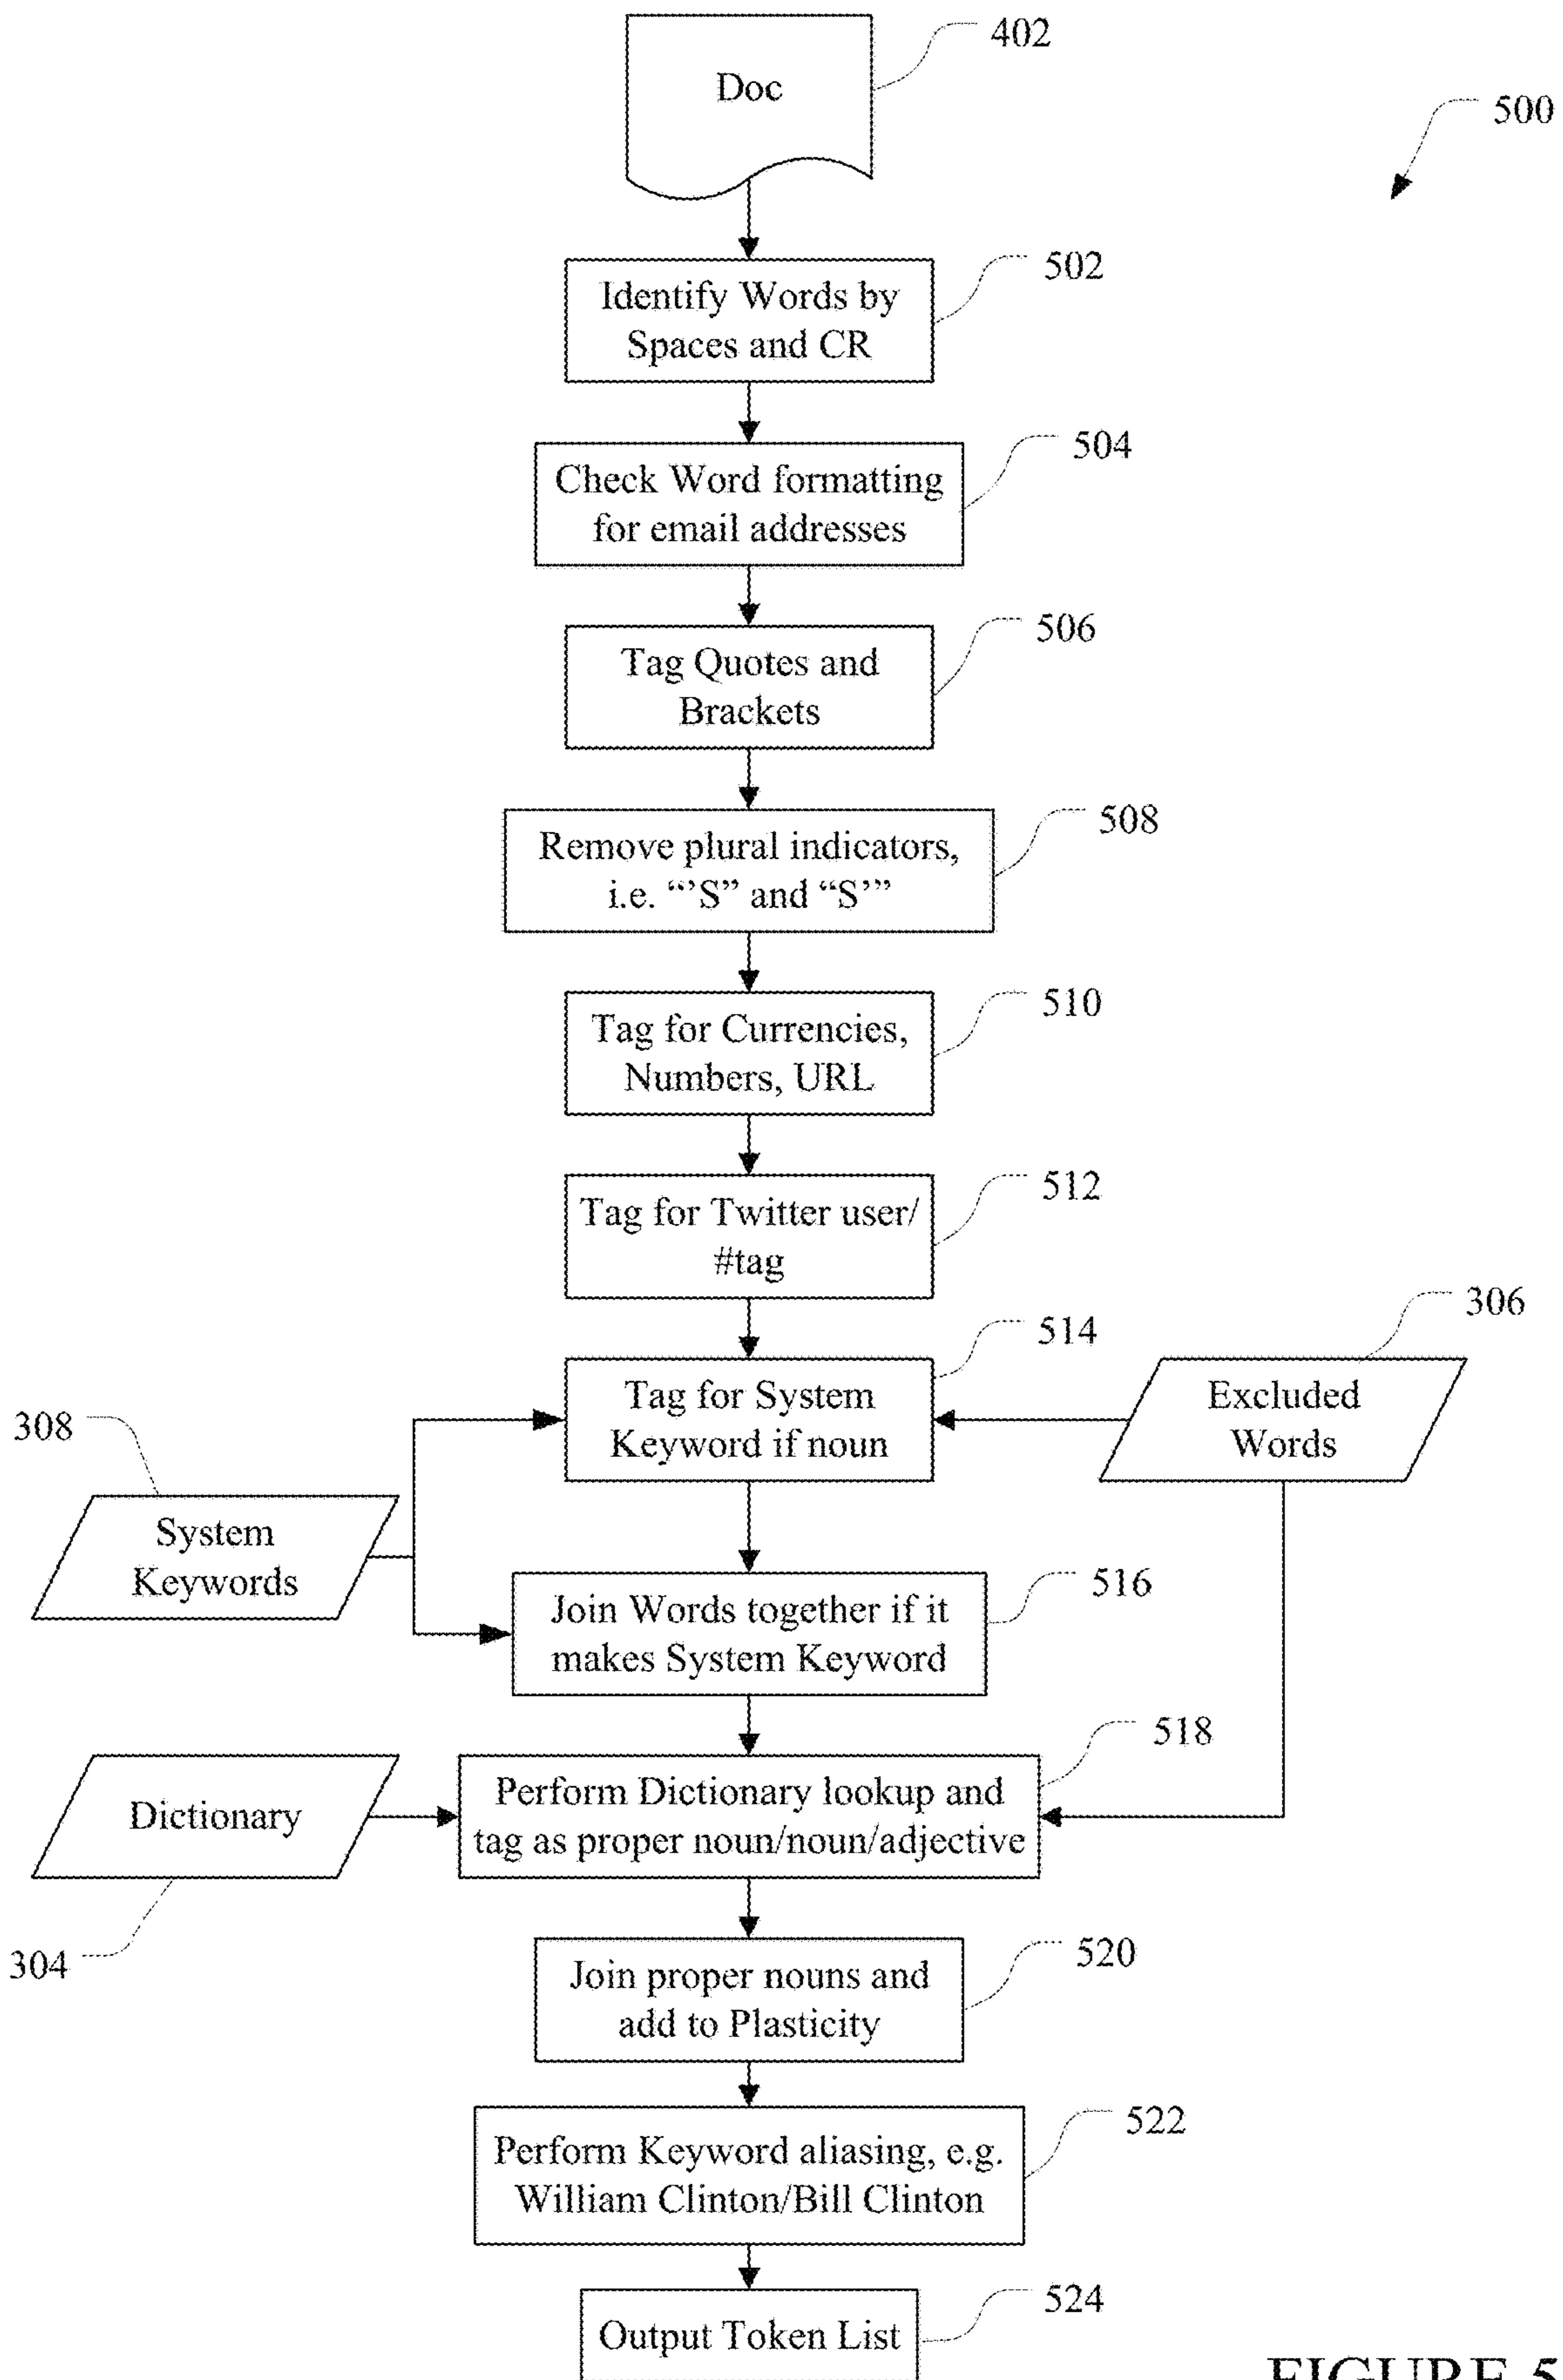 Doc
402
500
Identify Words by
Spaces and CR
502
Check Word formatting
for email addresses
504
Tag Quotes and
Brackets
506
Remove plural indicators,
i.e. “’S” and “S’”
508
Tag for Currencies,
Numbers, URL
510
Tag for Twitter user/
#tag
512
Tag for System
Keyword if noun
514
Excluded
Words
306
308
System
Keywords
Join Words together if it
makes System Keyword
516
Dictionary
304
Perform Dictionary lookup and
tag as proper noun/noun/adjective
518
Join proper nouns and
add to Plasticity
520
Perform Keyword aliasing, e.g.
William Clinton/Bill Clinton
522
Output Token List
524
FIGURE 5